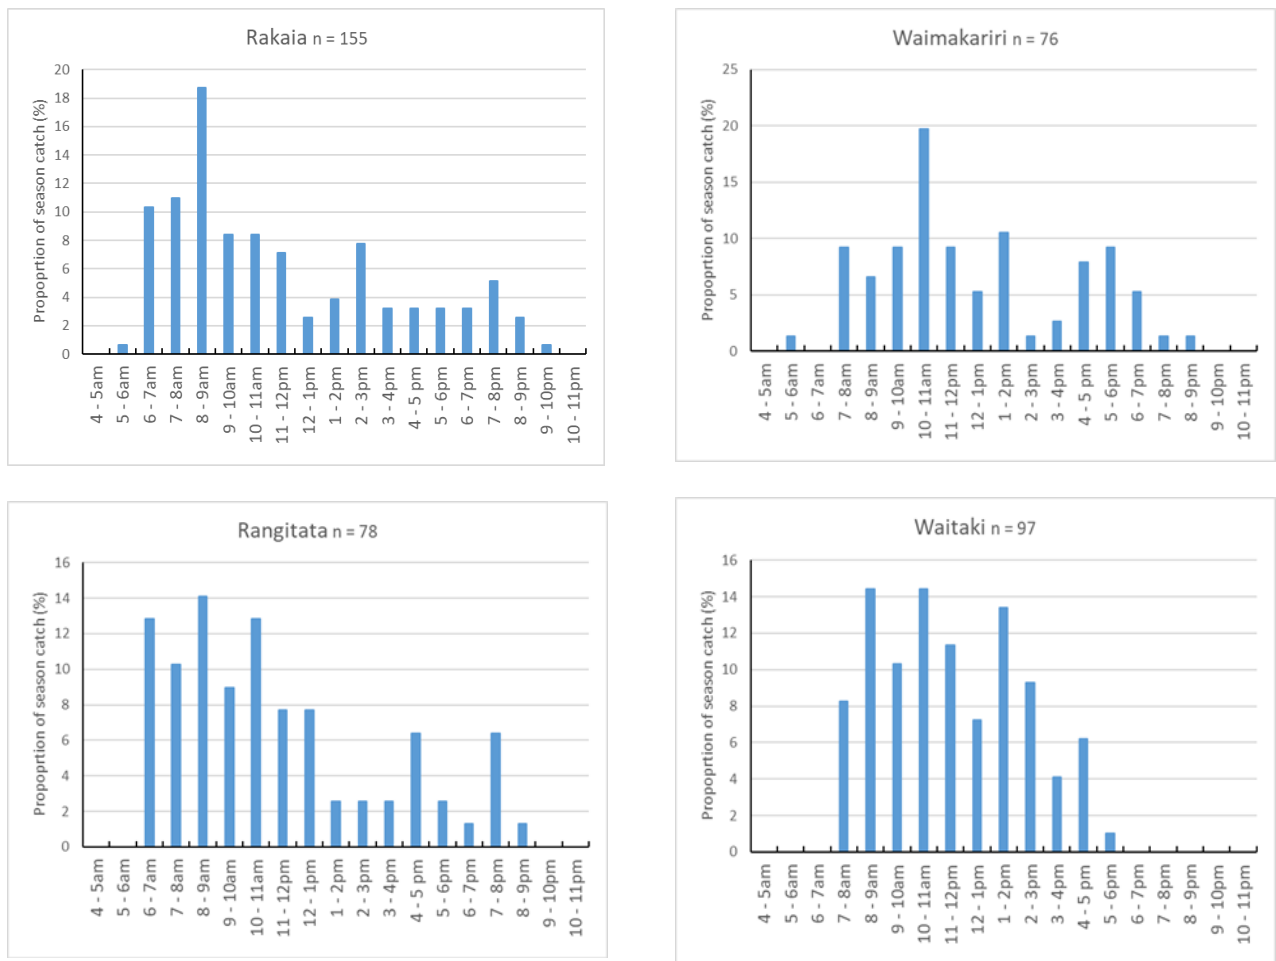 Rakaia n = 155
Propoprtion of season catch (%)
20
18
16
14
12
10
8
6
4
2
0
4 - 5am
5 - 6am
6 - 7am
7 - 8am
8 - 9am
9 - 10am
10 - 11am
11 - 12pm
12 - 1pm
1 - 2pm
2 - 3pm
3 - 4pm
4 - 5 pm
5 - 6pm
6 - 7pm
7 - 8pm
8 - 9pm
9 - 10pm
10 - 11pm
Waimakariri n = 76
Propoprtion of season catch (%)
25
20
15
10
5
0
4 - 5am
5 - 6am
6 - 7am
7 - 8am
8 - 9am
9 - 10am
10 - 11am
11 - 12pm
12 - 1pm
1 - 2pm
2 - 3pm
3 - 4pm
4 - 5 pm
5 - 6pm
6 - 7pm
7 - 8pm
8 - 9pm
9 - 10pm
10 - 11pm
Rangitata n = 78
Propoprtion of season catch (%)
16
14
12
10
8
6
4
2
0
4 - 5am
5 - 6am
6 - 7am
7 - 8am
8 - 9am
9 - 10am
10 - 11am
11 - 12pm
12 - 1pm
1 - 2pm
2 - 3pm
3 - 4pm
4 - 5 pm
5 - 6pm
6 - 7pm
7 - 8pm
8 - 9pm
9 - 10pm
10 - 11pm
Waitaki n = 97
Propoprtion of season catch (%)
16
14
12
10
8
6
4
2
0
4 - 5am
5 - 6am
6 - 7am
7 - 8am
8 - 9am
9 - 10am
10 - 11am
11 - 12pm
12 - 1pm
1 - 2pm
2 - 3pm
3 - 4pm
4 - 5 pm
5 - 6pm
6 - 7pm
7 - 8pm
8 - 9pm
9 - 10pm
10 - 11pm